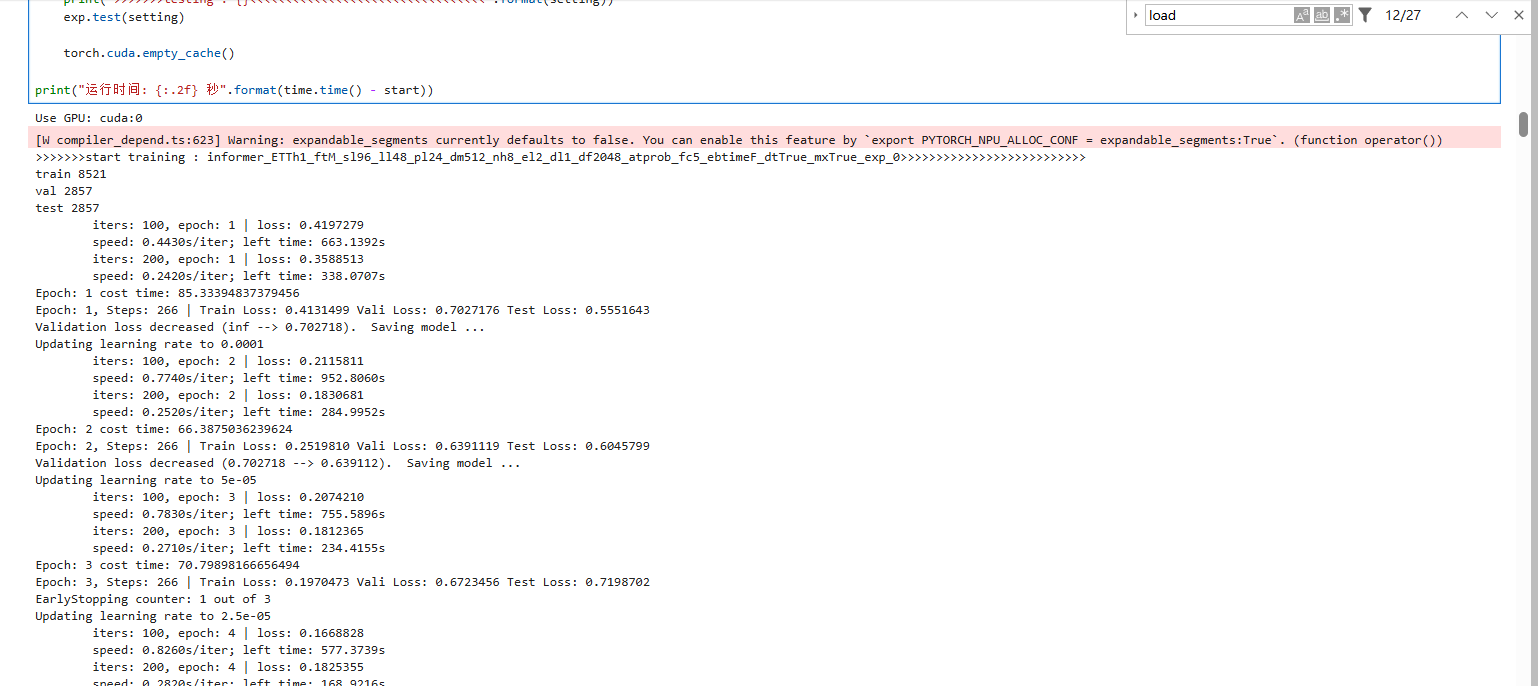 print(">>>>>>>testing : {}<<<<<<<<<<<<<<<<<<<<<<<<<<<<<<<<<".format(setting))
exp.test(setting)
load
12/27
torch.cuda.empty_cache()
print("运行时间: {:.2f} 秒".format(time.time() - start))
Use GPU: cuda:0
[W compiler_depend.ts:623] Warning: expandable_segments currently defaults to false. You can enable this feature by `export PYTORCH_NPU_ALLOC_CONF = expandable_segments:True`. (function operator())
>>>>>>>start training : informer_ETTh1_ftM_sl96_ll48_pl24_dm512_nh8_el2_dl1_df2048_atprob_fc5_ebtimeF_dtTrue_mxTrue_exp_0>>>>>>>>>>>>>>>>>>>>>>>>>>
train 8521
val 2857
test 2857
iters: 100, epoch: 1 | loss: 0.4197279
speed: 0.4430s/iter; left time: 663.1392s
iters: 200, epoch: 1 | loss: 0.3588513
speed: 0.2420s/iter; left time: 338.0707s
Epoch: 1 cost time: 85.33394837379456
Epoch: 1, Steps: 266 | Train Loss: 0.4131499 Vali Loss: 0.7027176 Test Loss: 0.5551643
Validation loss decreased (inf --> 0.702718).  Saving model ...
Updating learning rate to 0.0001
iters: 100, epoch: 2 | loss: 0.2115811
speed: 0.7740s/iter; left time: 952.8060s
iters: 200, epoch: 2 | loss: 0.1830681
speed: 0.2520s/iter; left time: 284.9952s
Epoch: 2 cost time: 66.3875036239624
Epoch: 2, Steps: 266 | Train Loss: 0.2519810 Vali Loss: 0.6391119 Test Loss: 0.6045799
Validation loss decreased (0.702718 --> 0.639112).  Saving model ...
Updating learning rate to 5e-05
iters: 100, epoch: 3 | loss: 0.2074210
speed: 0.7830s/iter; left time: 755.5896s
iters: 200, epoch: 3 | loss: 0.1812365
speed: 0.2710s/iter; left time: 234.4155s
Epoch: 3 cost time: 70.79898166656494
Epoch: 3, Steps: 266 | Train Loss: 0.1970473 Vali Loss: 0.6723456 Test Loss: 0.7198702
EarlyStopping counter: 1 out of 3
Updating learning rate to 2.5e-05
iters: 100, epoch: 4 | loss: 0.1668828
speed: 0.8260s/iter; left time: 577.3739s
iters: 200, epoch: 4 | loss: 0.1825355
speed: 0.2820s/iter; left time: 168.9216s